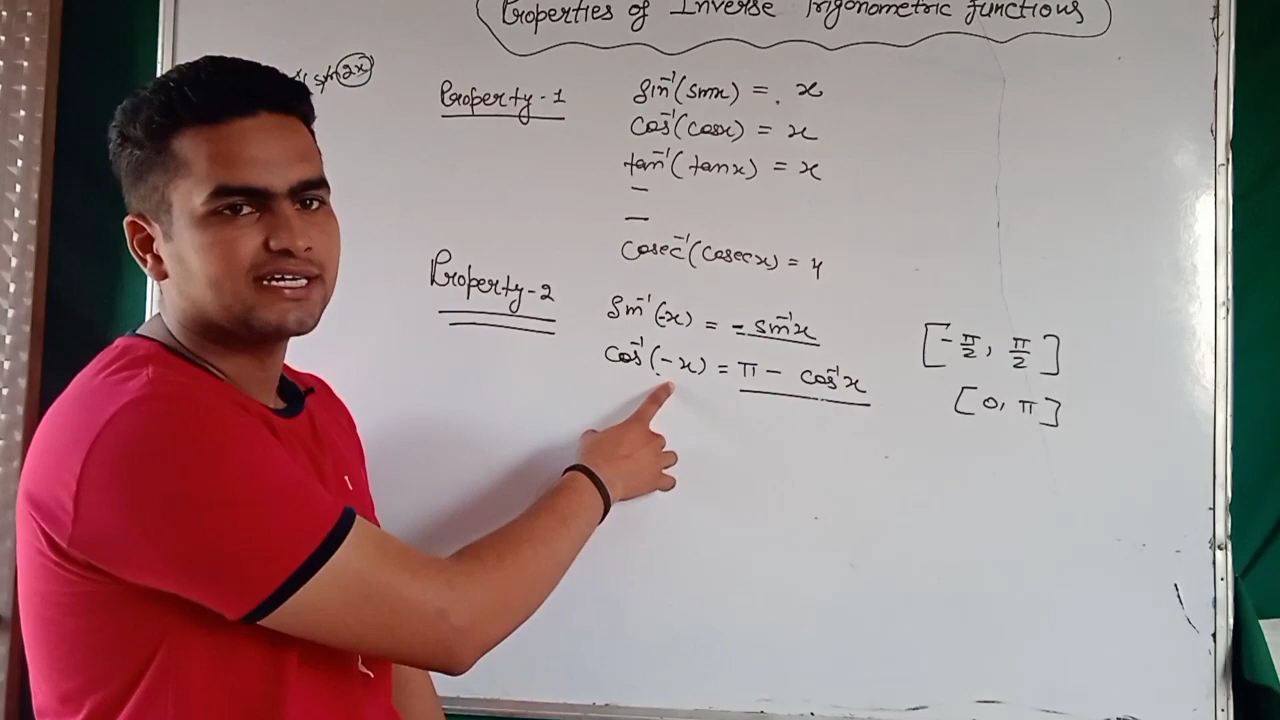 Properties of Inverse Trigonometric functions
(2x)
Property-1
sin⁻¹(sinx) = . x
cos⁻¹(cosx) = x
tan⁻¹(tanx) = x
–
–
cosec⁻¹(cosecx) = x
Property-2
sin⁻¹(-x) = - sin⁻¹x
[-π/2, π/2]
cos⁻¹(-x) = π - cos⁻¹x
[0, π]